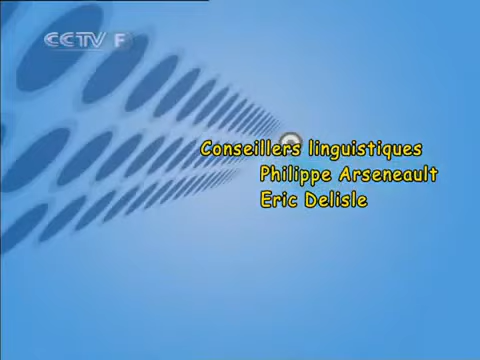 CCTV F
Conseillers linguistiques
Philippe Arseneault
Eric Delisle